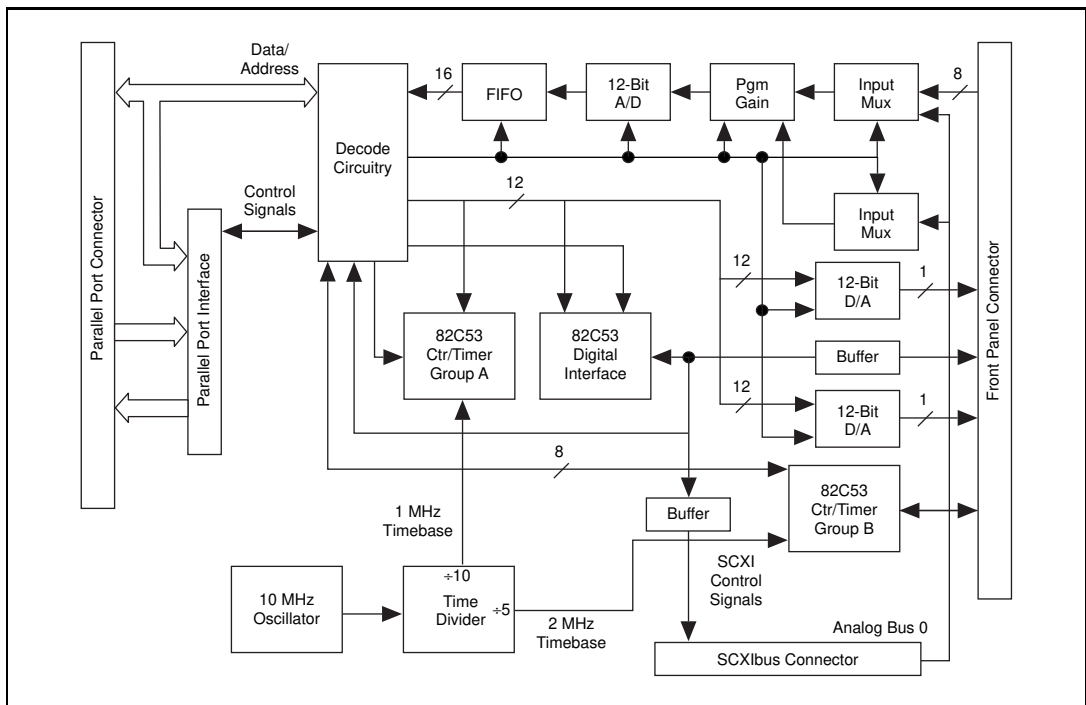 Data/
Address
16
FIFO
12-Bit
A/D
Pgm
Gain
Input
Mux
8
Decode
Circuitry
Parallel Port Connector
Parallel Port Interface
Control
Signals
12
Input
Mux
Front Panel Connector
12
12-Bit
D/A
1
82C53
Ctr/Timer
Group A
82C53
Digital
Interface
Buffer
12
12-Bit
D/A
1
8
82C53
Ctr/Timer
Group B
1 MHz
Timebase
Buffer
SCXI
Control
Signals
10 MHz
Oscillator
÷10
Time
Divider
÷5
2 MHz
Timebase
Analog Bus 0
SCXIbus Connector